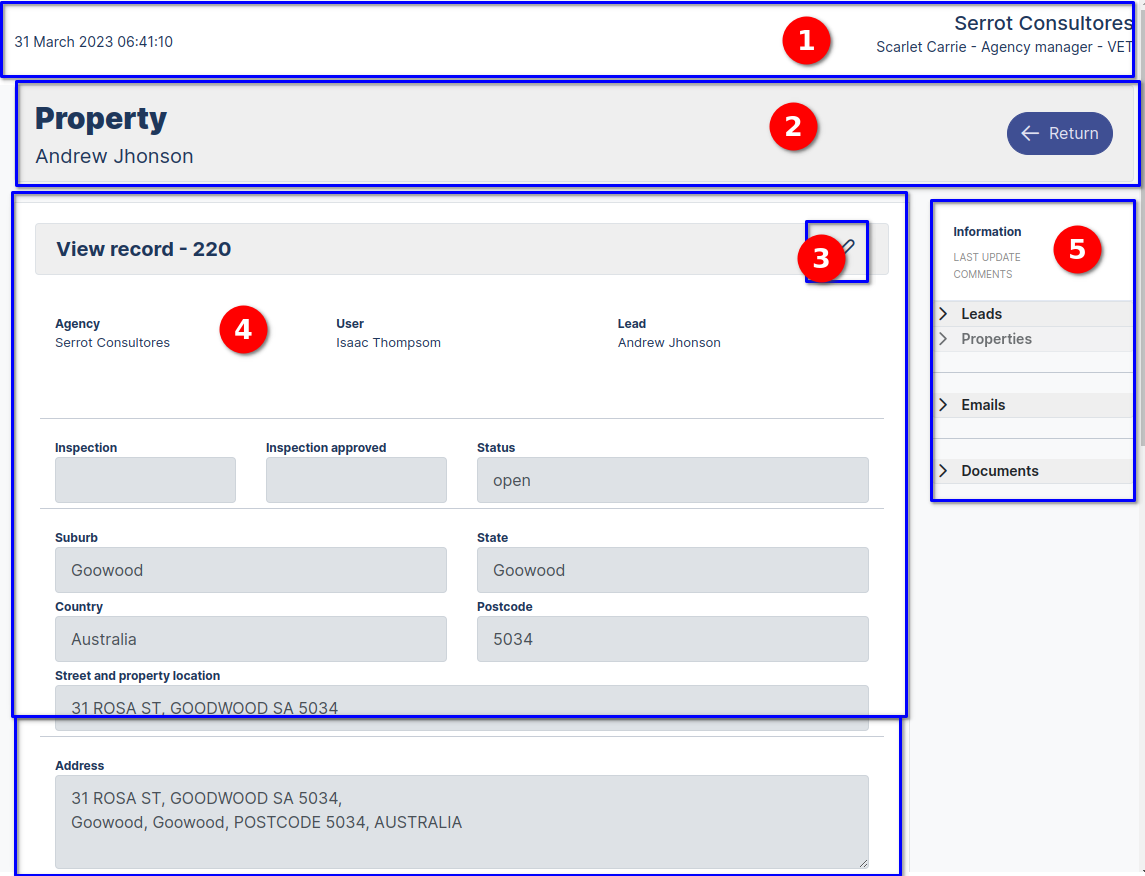 Serrot Consultores
31 March 2023 06:41:10
1
Scarlet Carrie - Agency manager - VET
Property
Andrew Jhonson
2
Return
View record - 220
3
Agency
Serrot Consultores
4
User
Isaac Thompsom
Lead
Andrew Jhonson
Inspection
Inspection approved
Status
open
Suburb
Goowood
State
Goowood
Country
Australia
Postcode
5034
Street and property location
31 ROSA ST, GOODWOOD SA 5034
Address
31 ROSA ST, GOODWOOD SA 5034,
Goowood, Goowood, POSTCODE 5034, AUSTRALIA
Information
5
LAST UPDATE
COMMENTS
Leads
Properties
Emails
Documents